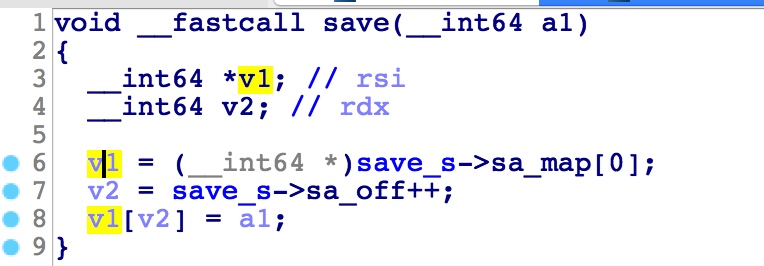 1 void __fastcall save(__int64 a1)
2 {
3 __int64 *v1; // rsi
4 __int64 v2; // rdx
5
6 v1 = (__int64 *)save_s->sa_map[0];
7 v2 = save_s->sa_off++;
8 v1[v2] = a1;
9 }